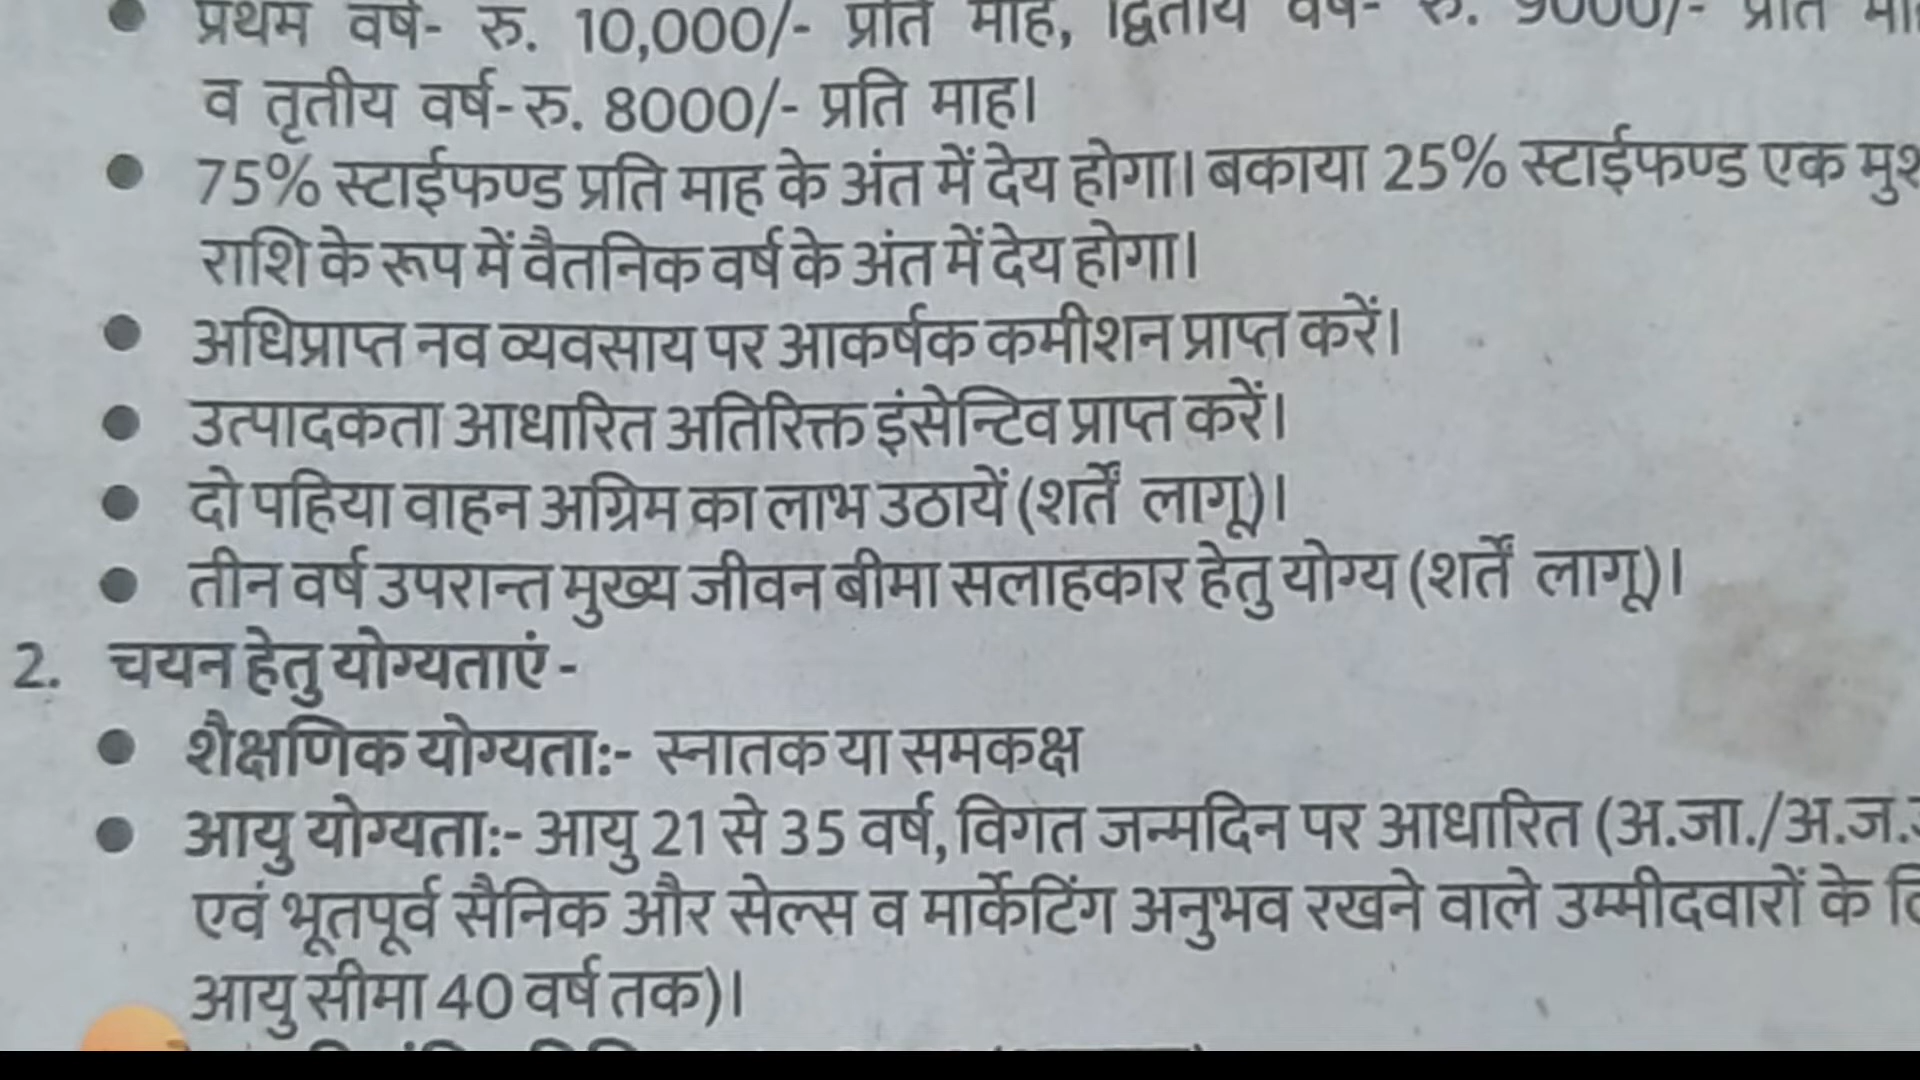 • प्रथम वर्ष- रु. 10,000/- प्रति माह, द्वितीय वर्ष- रु. 9000/- प्रति
व तृतीय वर्ष-रु. 8000/- प्रति माह।
• 75% स्टाईफण्ड प्रति माह के अंत में देय होगा। बकाया 25% स्टाईफण्ड एक
राशि के रूप में वैतनिक वर्ष के अंत में देय होगा।
• अधिप्राप्त नव व्यवसाय पर आकर्षक कमीशन प्राप्त करें।
• उत्पादकता आधारित अतिरिक्त इंसेन्टिव प्राप्त करें।
• दो पहिया वाहन अग्रिम का लाभ उठायें (शर्तें लागू)।
• तीन वर्ष उपरान्त मुख्य जीवन बीमा सलाहकार हेतु योग्य (शर्तें लागू)।
2. चयन हेतु योग्यताएं -
• शैक्षणिक योग्यता:- स्नातक या समकक्ष
• आयु योग्यता:- आयु 21 से 35 वर्ष, विगत जन्मदिन पर आधारित (अ.जा./अ.ज.
एवं भूतपूर्व सैनिक और सेल्स व मार्केटिंग अनुभव रखने वाले उम्मीदवारों के
आयु सीमा 40 वर्ष तक)।